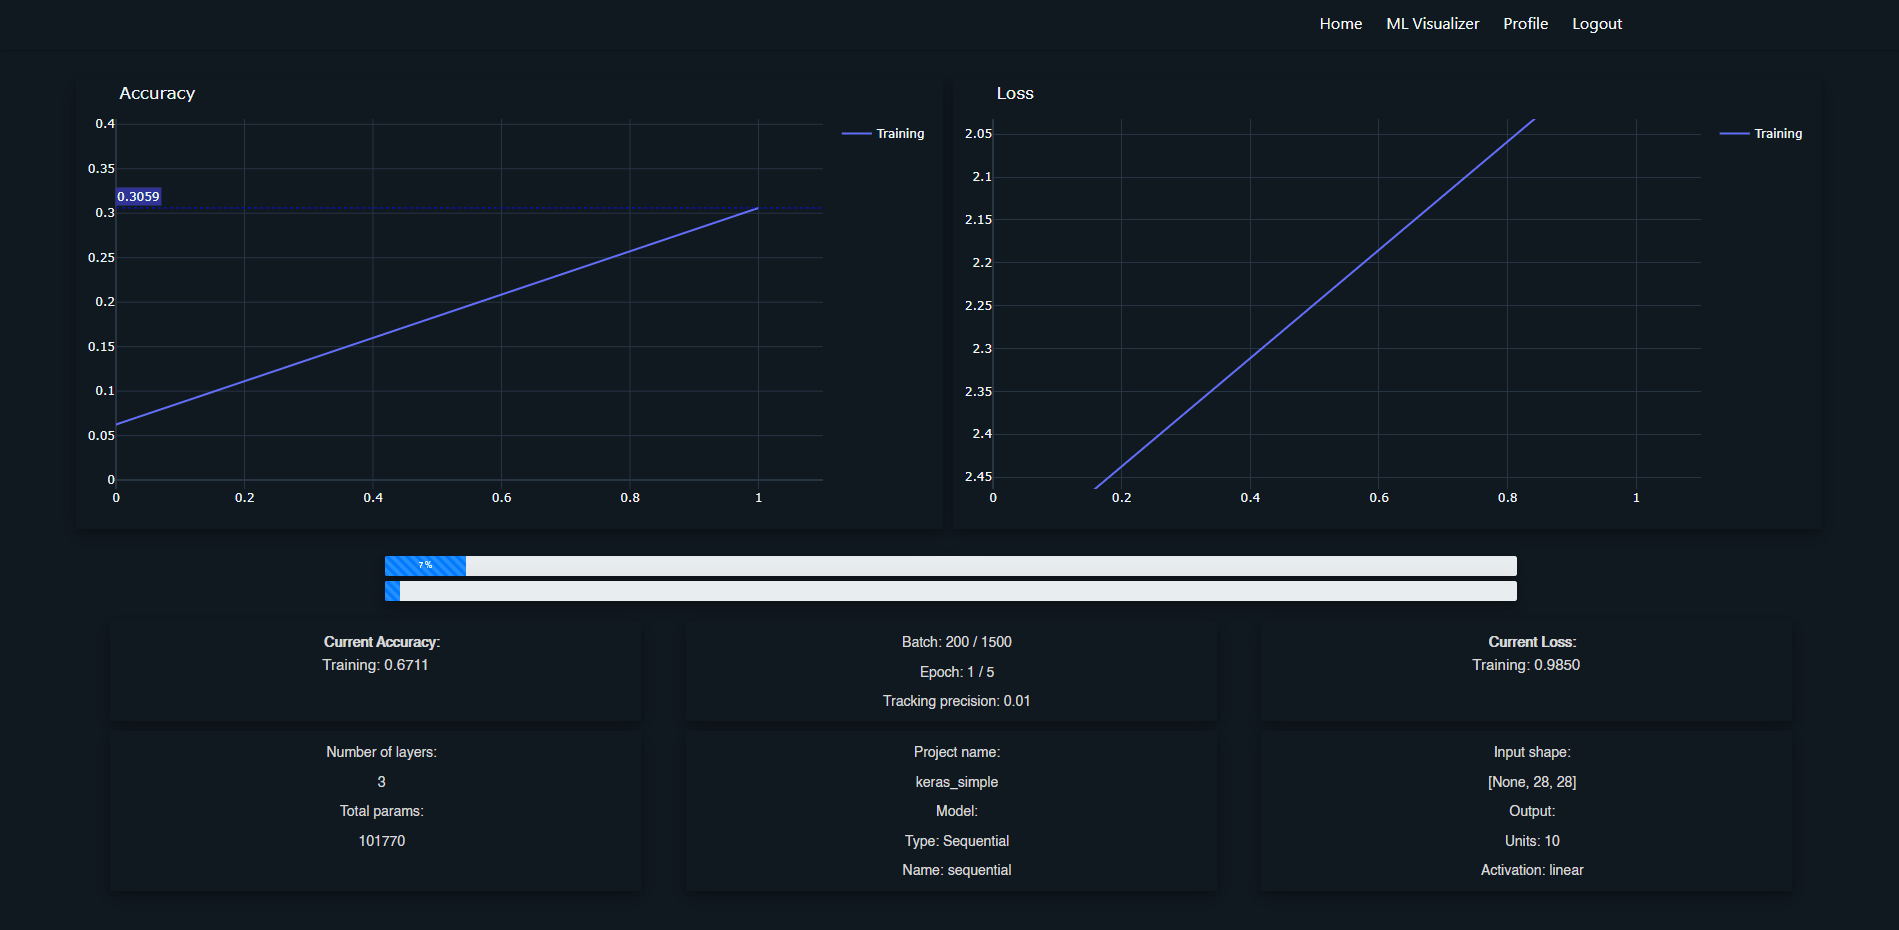 Home ML Visualizer Profile Logout
Accuracy
0.4
0.35
0.3059
0.3
0.25
0.2
0.15
0.1
0.05
0
0 0.2 0.4 0.6 0.8 1
Training
Loss
2.05
2.1
2.15
2.2
2.25
2.3
2.35
2.4
2.45
0 0.2 0.4 0.6 0.8 1
Training
7%
Current Accuracy:
Training: 0.6711
Batch: 200 / 1500
Epoch: 1 / 5
Tracking precision: 0.01
Current Loss:
Training: 0.9850
Number of layers:
3
Total params:
101770
Project name:
keras_simple
Model:
Type: Sequential
Name: sequential
Input shape:
[None, 28, 28]
Output:
Units: 10
Activation: linear